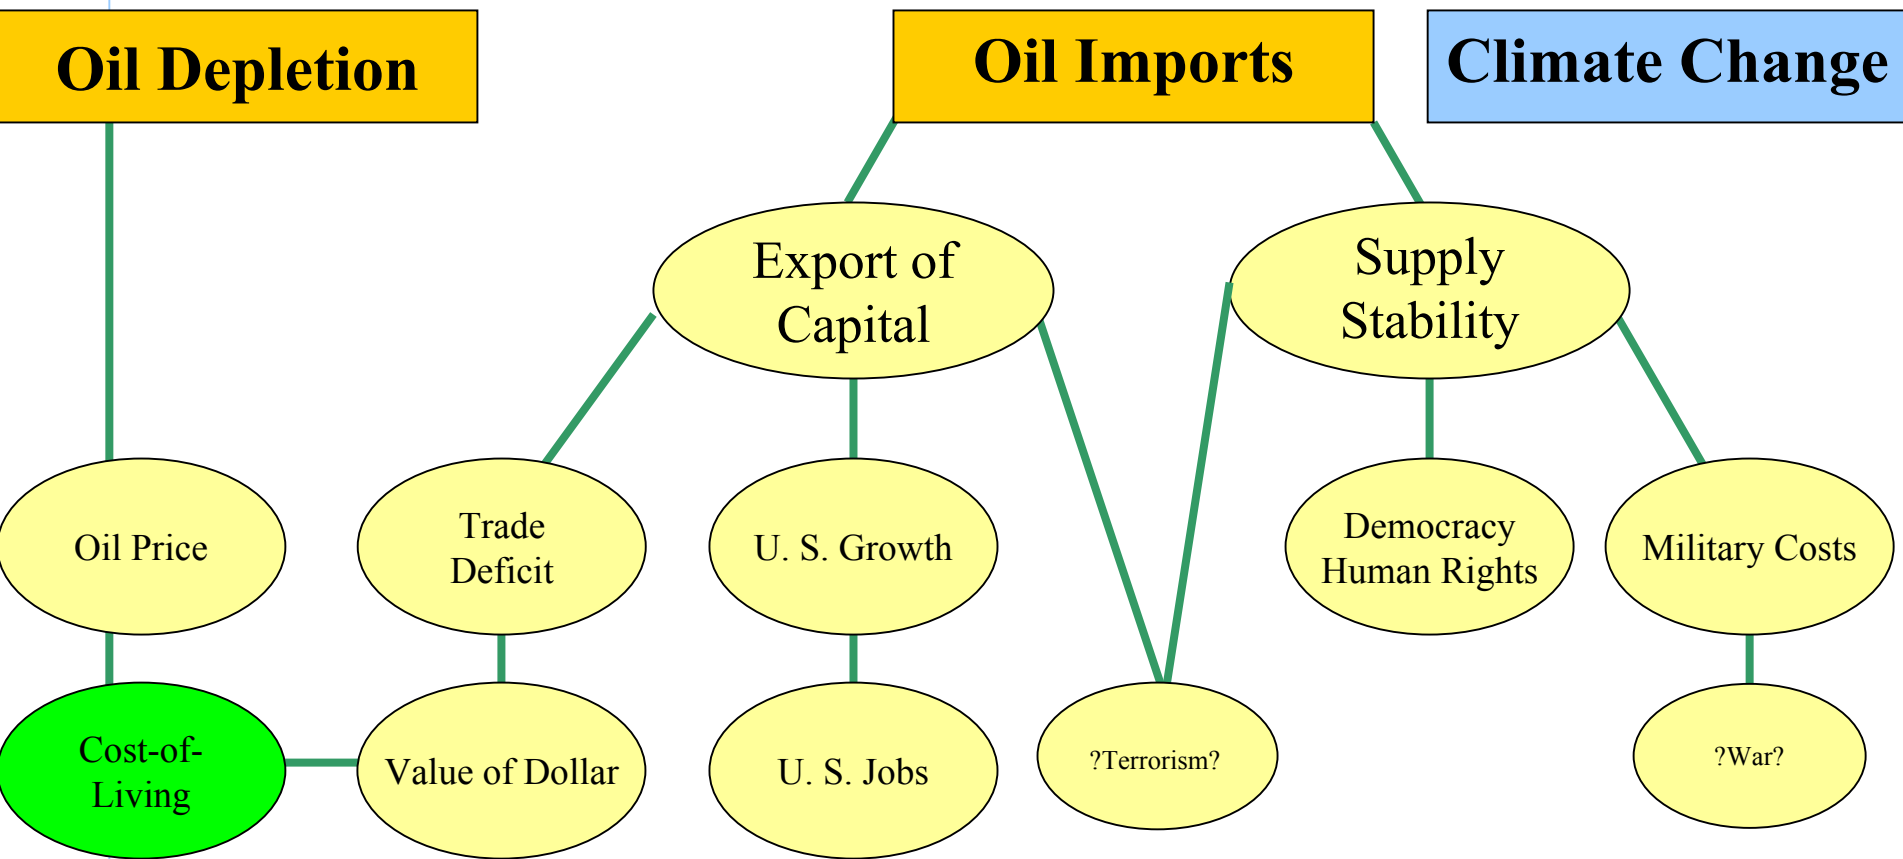 Oil Depletion
Oil Imports
Climate Change
Export of
Capital
Supply
Stability
Oil Price
Trade
Deficit
U. S. Growth
Democracy
Human Rights
Military Costs
Cost-of-
Living
Value of Dollar
U. S. Jobs
?Terrorism?
?War?